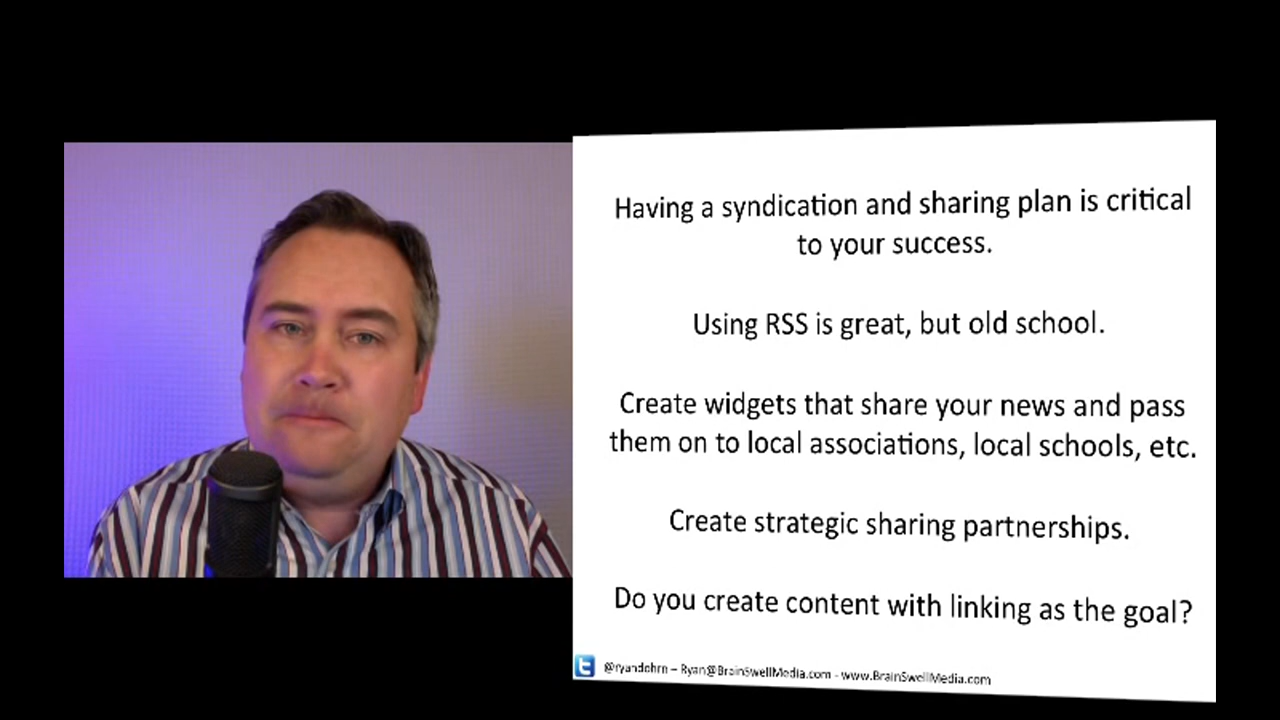 Having a syndication and sharing plan is critical
to your success.
Using RSS is great, but old school.
Create widgets that share your news and pass
them on to local associations, local schools, etc.
Create strategic sharing partnerships.
Do you create content with linking as the goal?
@ryandohrn – Ryan@BrainSwellMedia.com - www.BrainSwellMedia.com